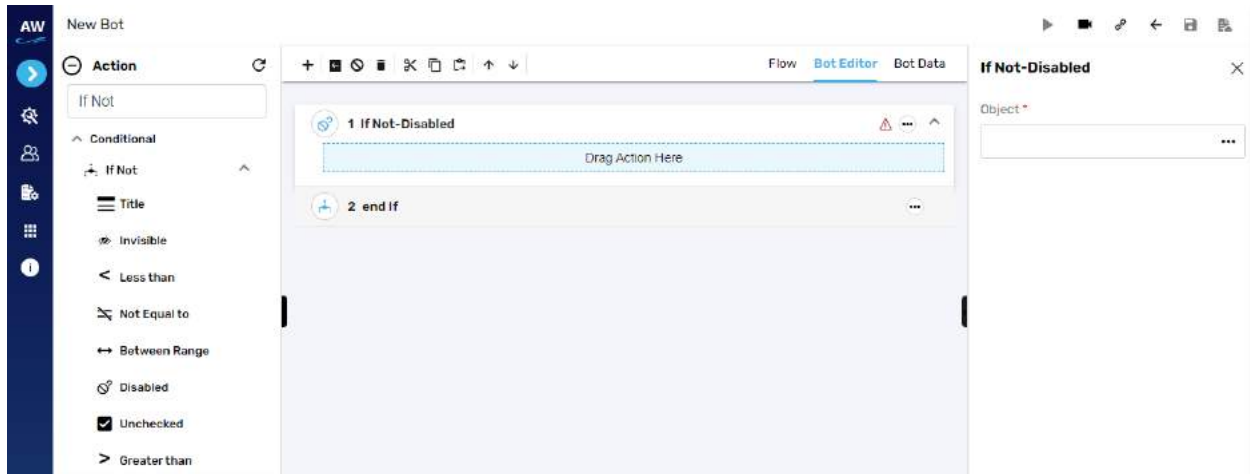 AW
New Bot
Action
If Not
Conditional
If Not
Title
Invisible
Less than
Not Equal to
Between Range
Disabled
Unchecked
Greater than
Flow Bot Editor Bot Data
1 If Not-Disabled
Drag Action Here
2 end If
If Not-Disabled
Object *